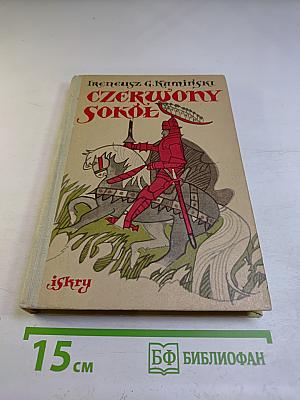 Ireneusz G. Kamiński
CZERWONY
SOKÓŁ
iskry
15 см
БФ БИБЛИОФАН